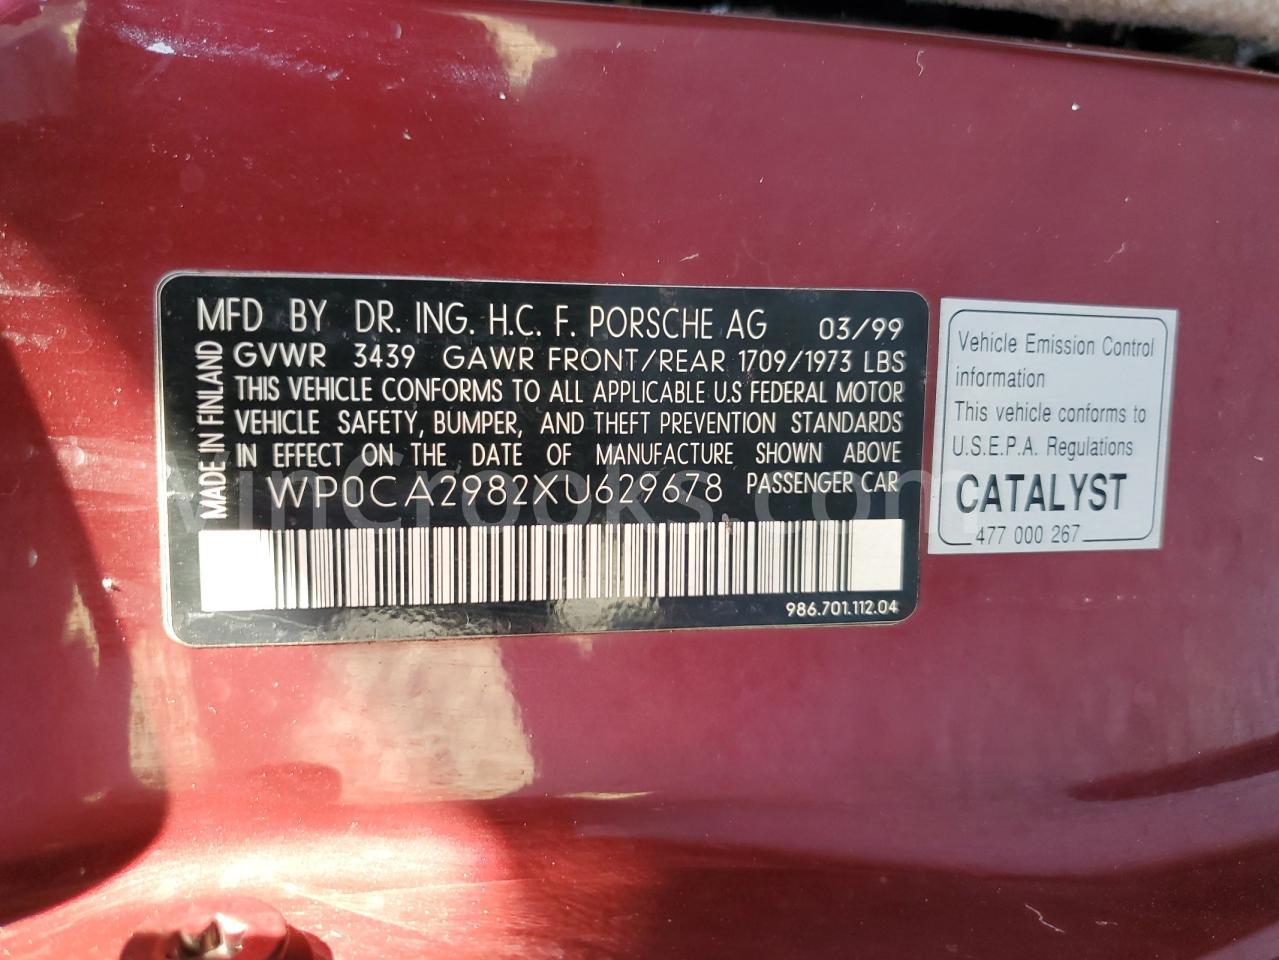 MFD BY DR. ING. H.C. F. PORSCHE AG 03/99
GVWR 3439 GAWR FRONT/REAR 1709/1973 LBS
THIS VEHICLE CONFORMS TO ALL APPLICABLE U.S FEDERAL MOTOR
VEHICLE SAFETY, BUMPER, AND THEFT PREVENTION STANDARDS
IN EFFECT ON THE DATE OF MANUFACTURE SHOWN ABOVE
WP0CA2982XU629678 PASSENGER CAR
MADE IN FINLAND
986.701.112.04
Vehicle Emission Control
information
This vehicle conforms to
U.S.E.P.A. Regulations
CATALYST
477 000 267
VinCrooks.com